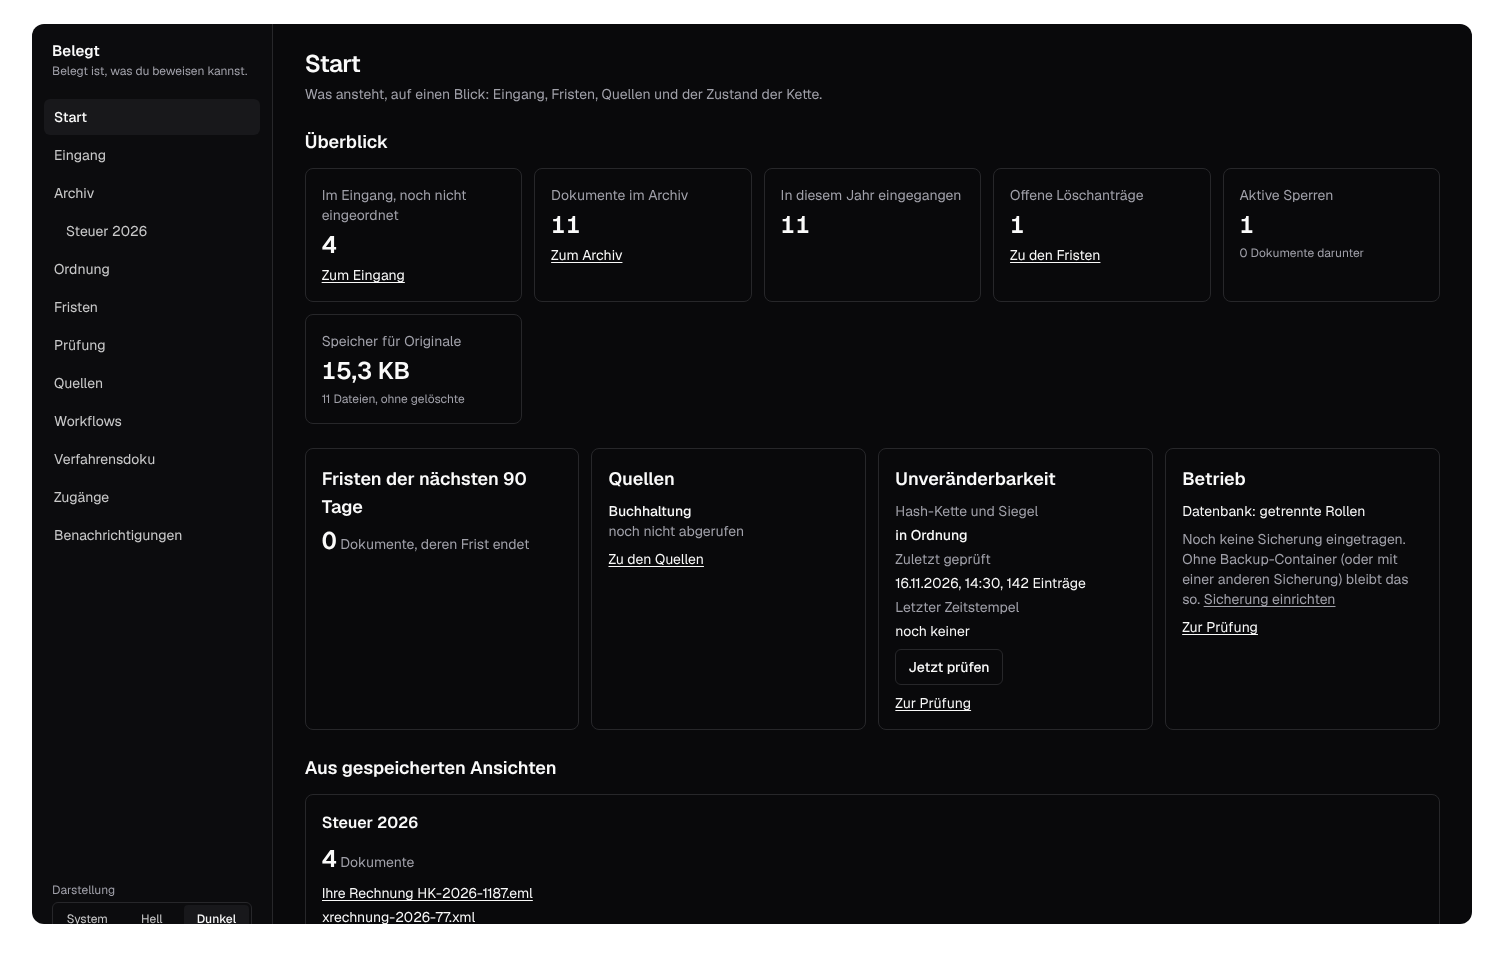 Belegt
Belegt ist, was du beweisen kannst.
Start
Eingang
Archiv
Steuer 2026
Ordnung
Fristen
Prüfung
Quellen
Workflows
Verfahrensdoku
Zugänge
Benachrichtigungen
Darstellung
System
Hell
Dunkel
Start
Was ansteht, auf einen Blick: Eingang, Fristen, Quellen und der Zustand der Kette.
Überblick
Im Eingang, noch nicht
eingeordnet
4
Zum Eingang
Dokumente im Archiv
11
Zum Archiv
In diesem Jahr eingegangen
11
Offene Löschanträge
1
Zu den Fristen
Aktive Sperren
1
0 Dokumente darunter
Speicher für Originale
15,3 KB
11 Dateien, ohne gelöschte
Fristen der nächsten 90
Tage
0 Dokumente, deren Frist endet
Quellen
Buchhaltung
noch nicht abgerufen
Zu den Quellen
Unveränderbarkeit
Hash-Kette und Siegel
in Ordnung
Zuletzt geprüft
16.11.2026, 14:30, 142 Einträge
Letzter Zeitstempel
noch keiner
Jetzt prüfen
Zur Prüfung
Betrieb
Datenbank: getrennte Rollen
Noch keine Sicherung eingetragen.
Ohne Backup-Container (oder mit
einer anderen Sicherung) bleibt das
so. Sicherung einrichten
Zur Prüfung
Aus gespeicherten Ansichten
Steuer 2026
4 Dokumente
Ihre Rechnung HK-2026-1187.eml
xrechnung-2026-77.xml